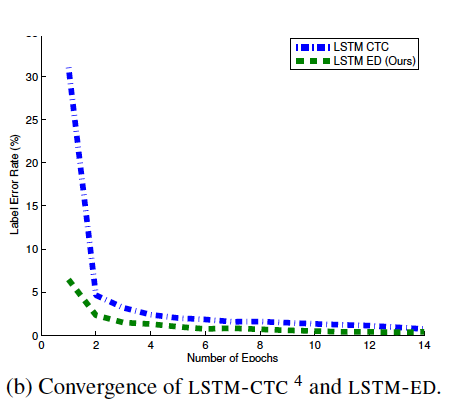 LSTM CTC
LSTM ED (Ours)
Label Error Rate (%)
30
25
20
15
10
5
0
0 2 4 6 8 10 12 14
Number of Epochs
(b) Convergence of LSTM-CTC 4 and LSTM-ED.